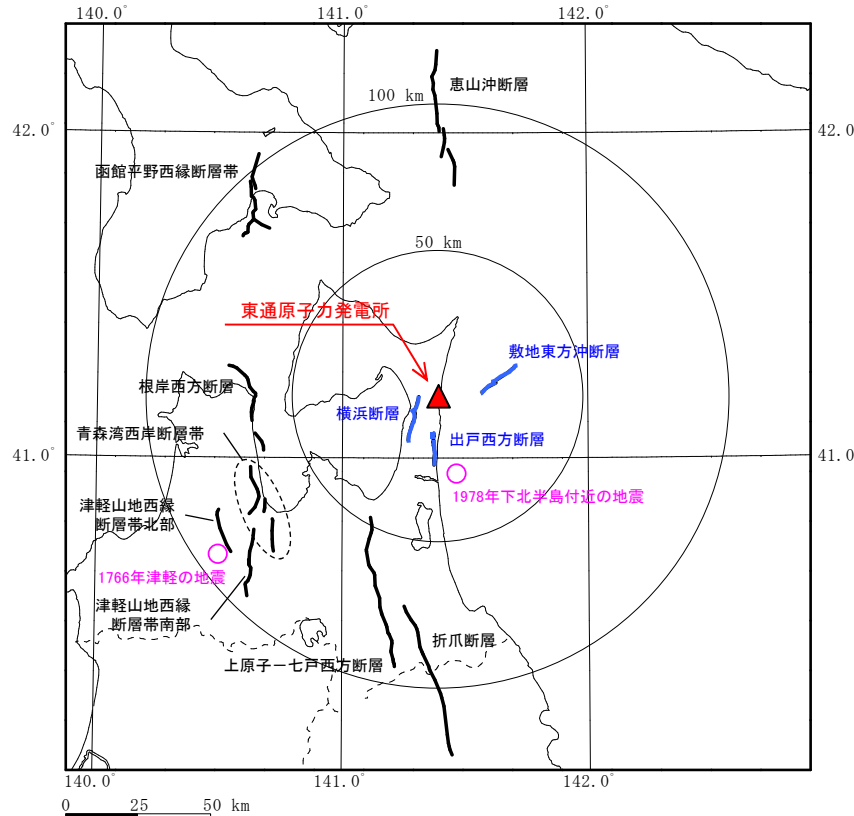 140.0°
141.0°
142.0°
恵山沖断層
100 km
42.0°
42.0
函館平野西縁断層帯
50 km
東通原子力発電所
敷地東方沖断層
根岸西方断層
横浜断層
青森湾西岸断層帯
出戸西方断層
41.0°
41.0
1978年下北半島付近の地震
津軽山地西縁
断層帯北部
1766年津軽の地震
津軽山地西縁
断層帯南部
折爪断層
上原子－七戸西方断層
140.0°
141.0°
142.0°
0 25 50 km